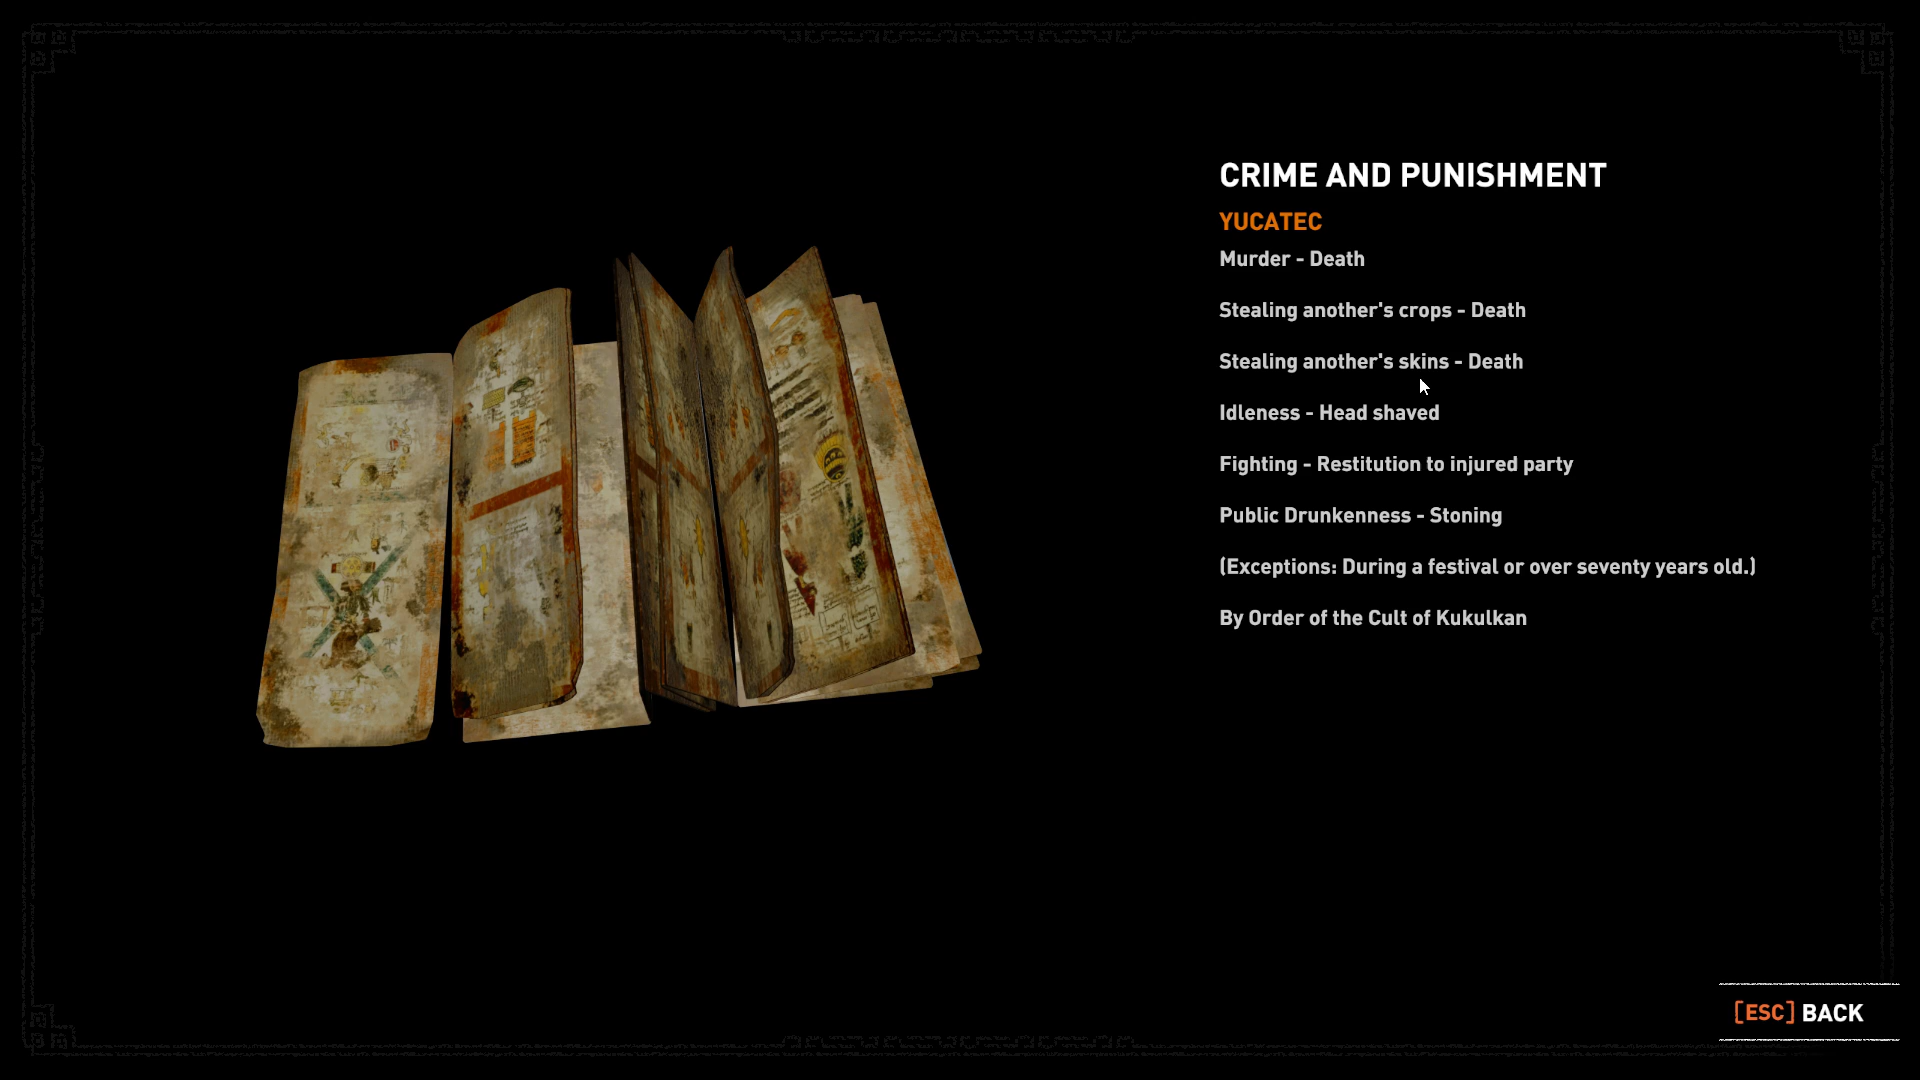 CRIME AND PUNISHMENT
YUCATEC
Murder - Death
Stealing another's crops - Death
Stealing another's skins - Death
Idleness - Head shaved
Fighting - Restitution to injured party
Public Drunkenness - Stoning
(Exceptions: During a festival or over seventy years old.)
By Order of the Cult of Kukulkan
[ESC] BACK